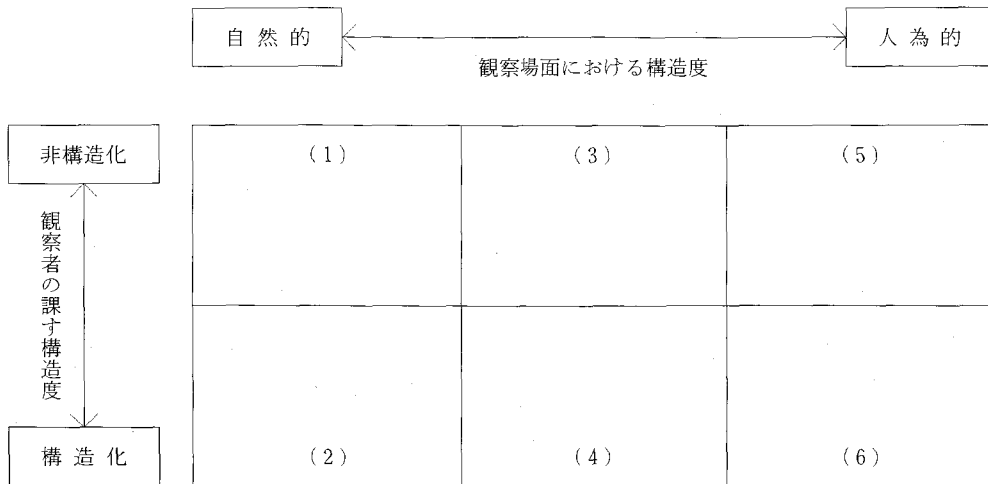 自然的
人為的
観察場面における構造度
非構造化
(1)
(3)
(5)
観察者の課す構造度
構造化
(2)
(4)
(6)